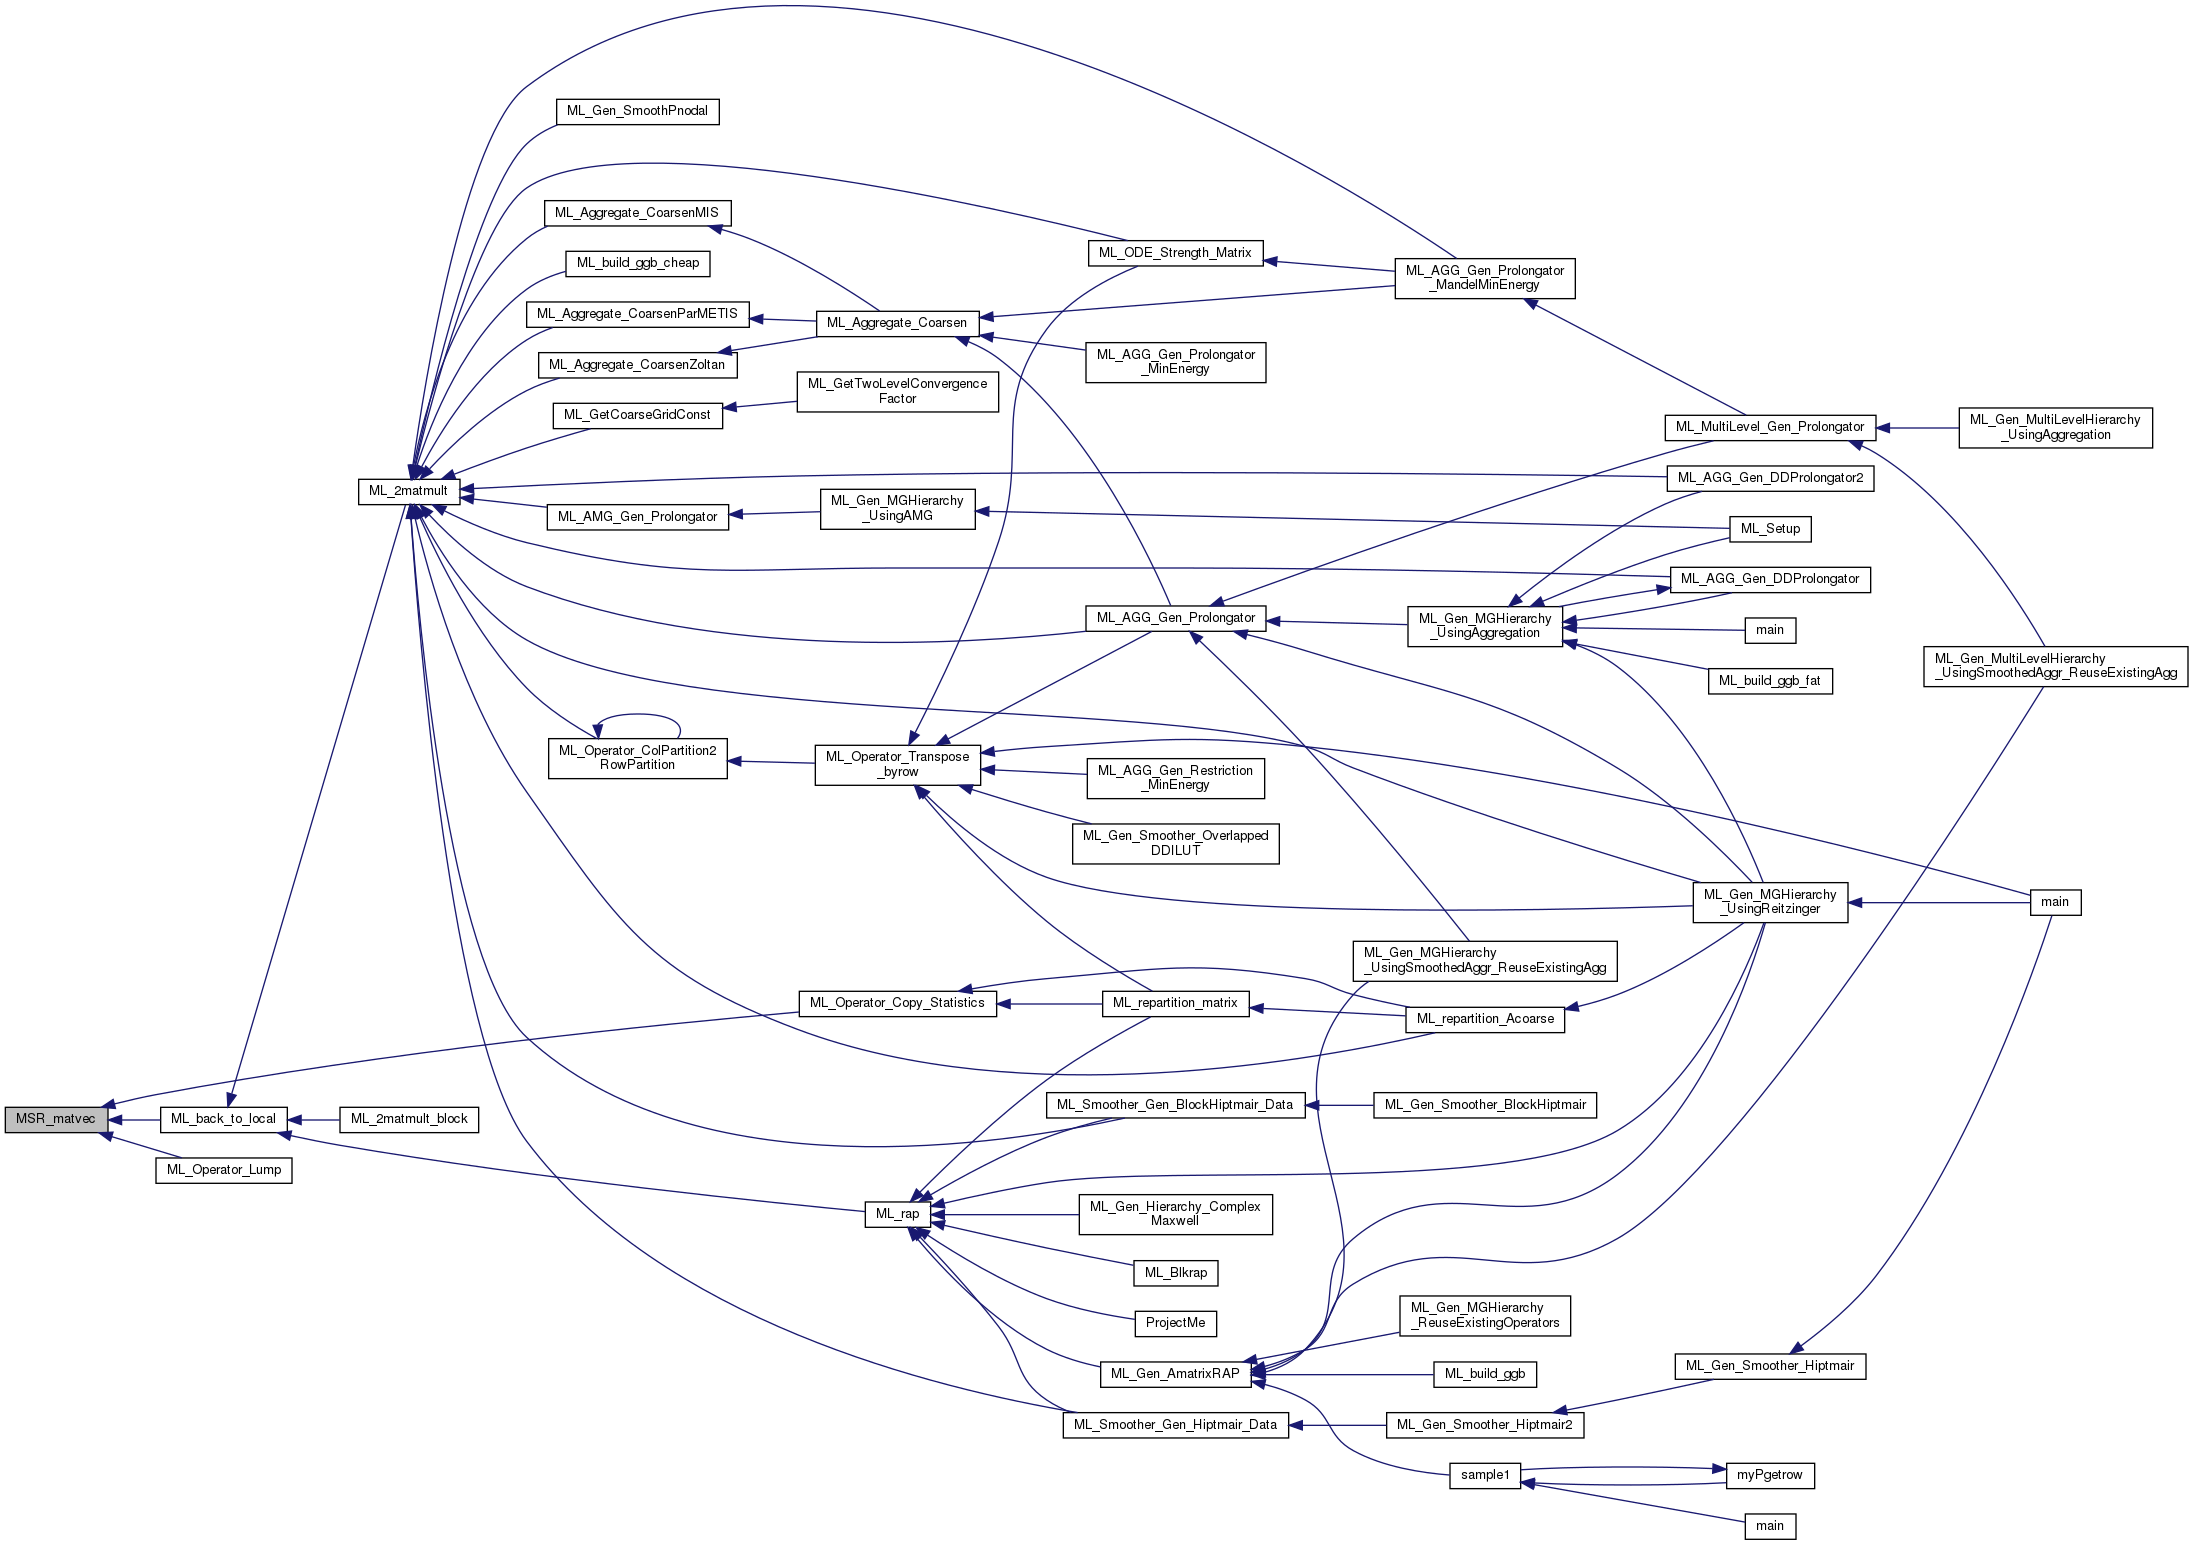 ML_Gen_SmoothPnodal
ML_Aggregate_CoarsenMIS
ML_ODE_Strength_Matrix
ML_build_ggb_cheap
ML_AGG_Gen_Prolongator
_MandelMinEnergy
ML_Aggregate_CoarsenParMETIS
ML_Aggregate_Coarsen
ML_AGG_Gen_Prolongator
_MinEnergy
ML_Aggregate_CoarsenZoltan
ML_GetTwoLevelConvergence
Factor
ML_GetCoarseGridConst
ML_MultiLevel_Gen_Prolongator
ML_Gen_MultiLevelHierarchy
_UsingAggregation
ML_2matmult
ML_AGG_Gen_DDProlongator2
ML_AMG_Gen_Prolongator
ML_Gen_MGHierarchy
_UsingAMG
ML_Setup
ML_AGG_Gen_DDProlongator
ML_AGG_Gen_Prolongator
ML_Gen_MGHierarchy
_UsingAggregation
main
ML_build_ggb_fat
ML_Gen_MultiLevelHierarchy
_UsingSmoothedAggr_ReuseExistingAgg
ML_Operator_ColPartition2
RowPartition
ML_Operator_Transpose
_byrow
ML_AGG_Gen_Restriction
_MinEnergy
ML_Gen_Smoother_Overlapped
DDILUT
ML_Gen_MGHierarchy
_UsingReitzinger
main
ML_Gen_MGHierarchy
_UsingSmoothedAggr_ReuseExistingAgg
ML_Operator_Copy_Statistics
ML_repartition_matrix
ML_repartition_Acoarse
MSR_matvec
ML_back_to_local
ML_2matmult_block
ML_Smoother_Gen_BlockHiptmair_Data
ML_Gen_Smoother_BlockHiptmair
ML_Operator_Lump
ML_rap
ML_Gen_Hierarchy_Complex
Maxwell
ML_Blkrap
ProjectMe
ML_Gen_MGHierarchy
_ReuseExistingOperators
ML_Gen_AmatrixRAP
ML_build_ggb
ML_Gen_Smoother_Hiptmair
ML_Smoother_Gen_Hiptmair_Data
ML_Gen_Smoother_Hiptmair2
sample1
myPgetrow
main